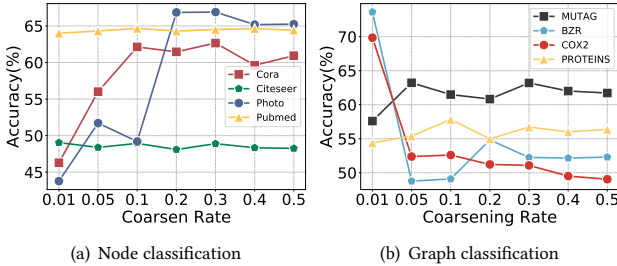 Accuracy(%)
65
60
55
50
45
0.01 0.05 0.1 0.2 0.3 0.4 0.5
Coarsen Rate
Cora
Citeseer
Photo
Pubmed
(a) Node classification
Accuracy(%)
70
65
60
55
50
0.01 0.05 0.1 0.2 0.3 0.4 0.5
Coarsening Rate
MUTAG
BZR
COX2
PROTEINS
(b) Graph classification